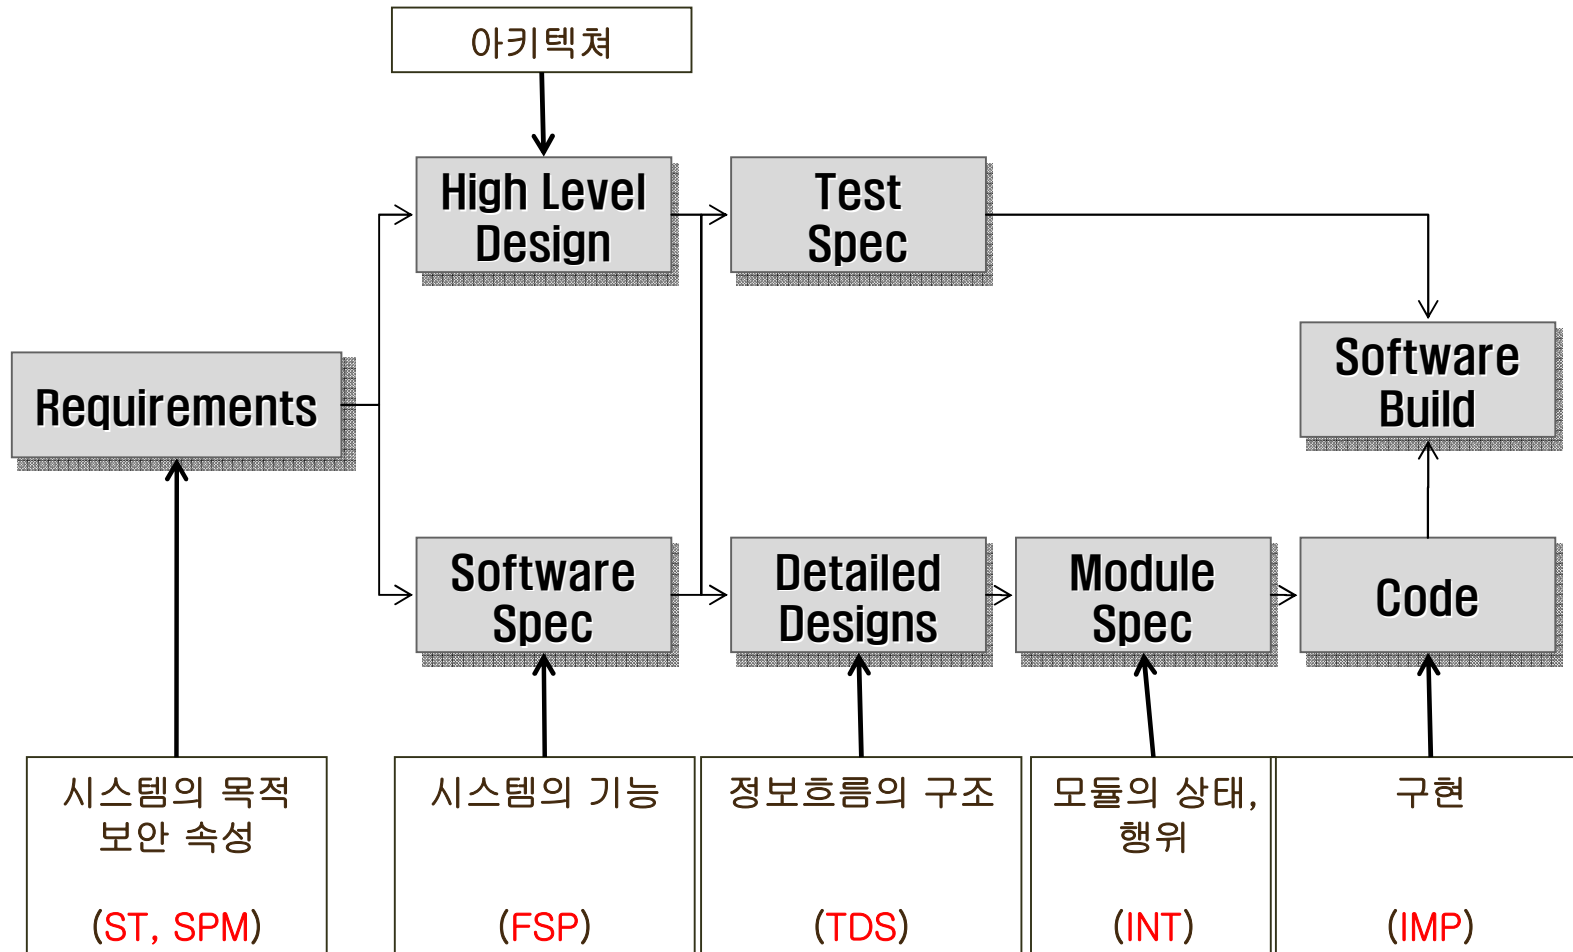 아키텍쳐
High Level
Design
Test
Spec
Requirements
Software
Build
Software
Spec
Detailed
Designs
Module
Spec
Code
시스템의 목적
보안 속성
(ST, SPM)
시스템의 기능
(FSP)
정보흐름의 구조
(TDS)
모듈의 상태,
행위
(INT)
구현
(IMP)